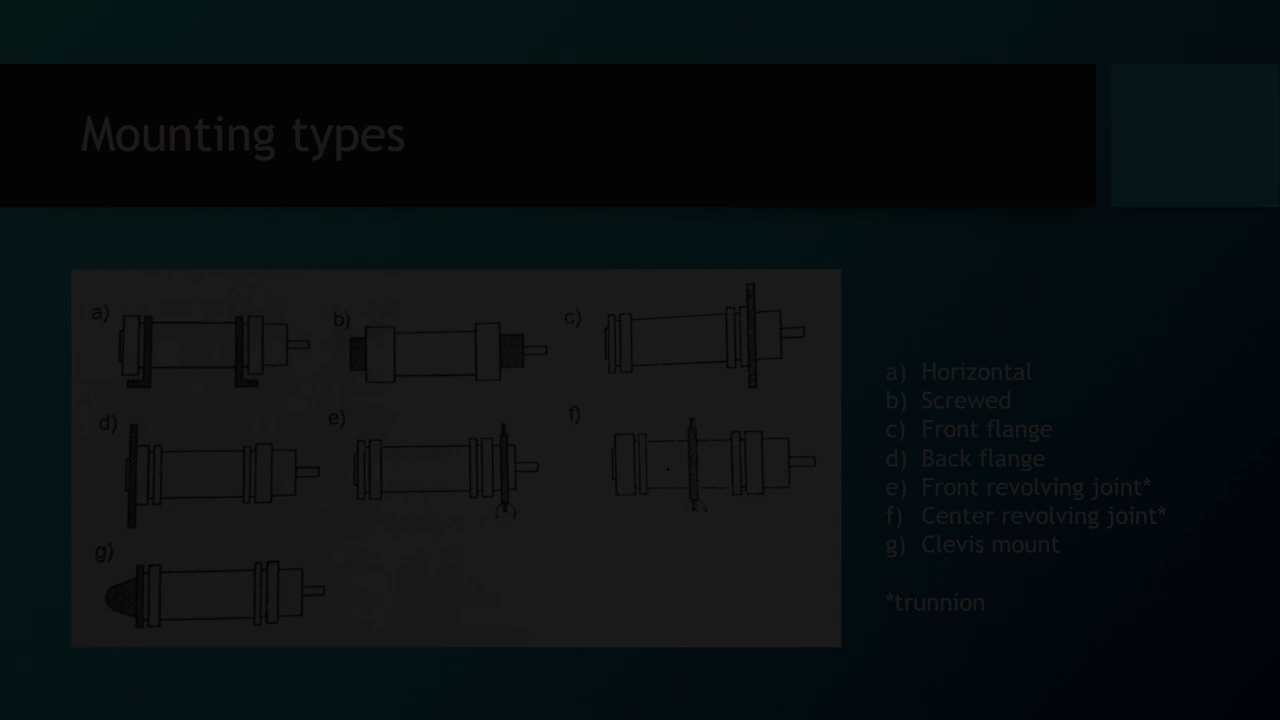 Mounting types
a)
b)
c)
d)
e)
f)
g)
a) Horizontal
b) Screwed
c) Front flange
d) Back flange
e) Front revolving joint*
f) Center revolving joint*
g) Clevis mount
*trunnion